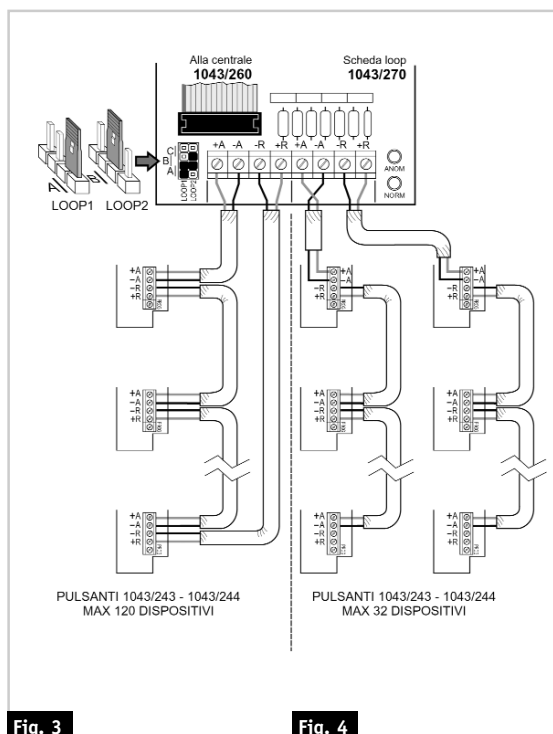 Alla centrale
1043/260
Scheda loop
1043/270
+A -A -R +R +A -A -R +R
C
B
A
LOOP1
LOOP2
ANOM
NORM
A
B
LOOP1 LOOP2
+A
-A
-R
+R
+A
-A
-R
+R
+A
-A
+A
-A
-R
+R
+A
-A
-R
+R
+A
-A
-R
+R
+A
-A
-R
+R
+A
-A
-R
+R
+A
-A
-R
+R
PULSANTI 1043/243 - 1043/244
MAX 120 DISPOSITIVI
PULSANTI 1043/243 - 1043/244
MAX 32 DISPOSITIVI
Fig. 3
Fig. 4